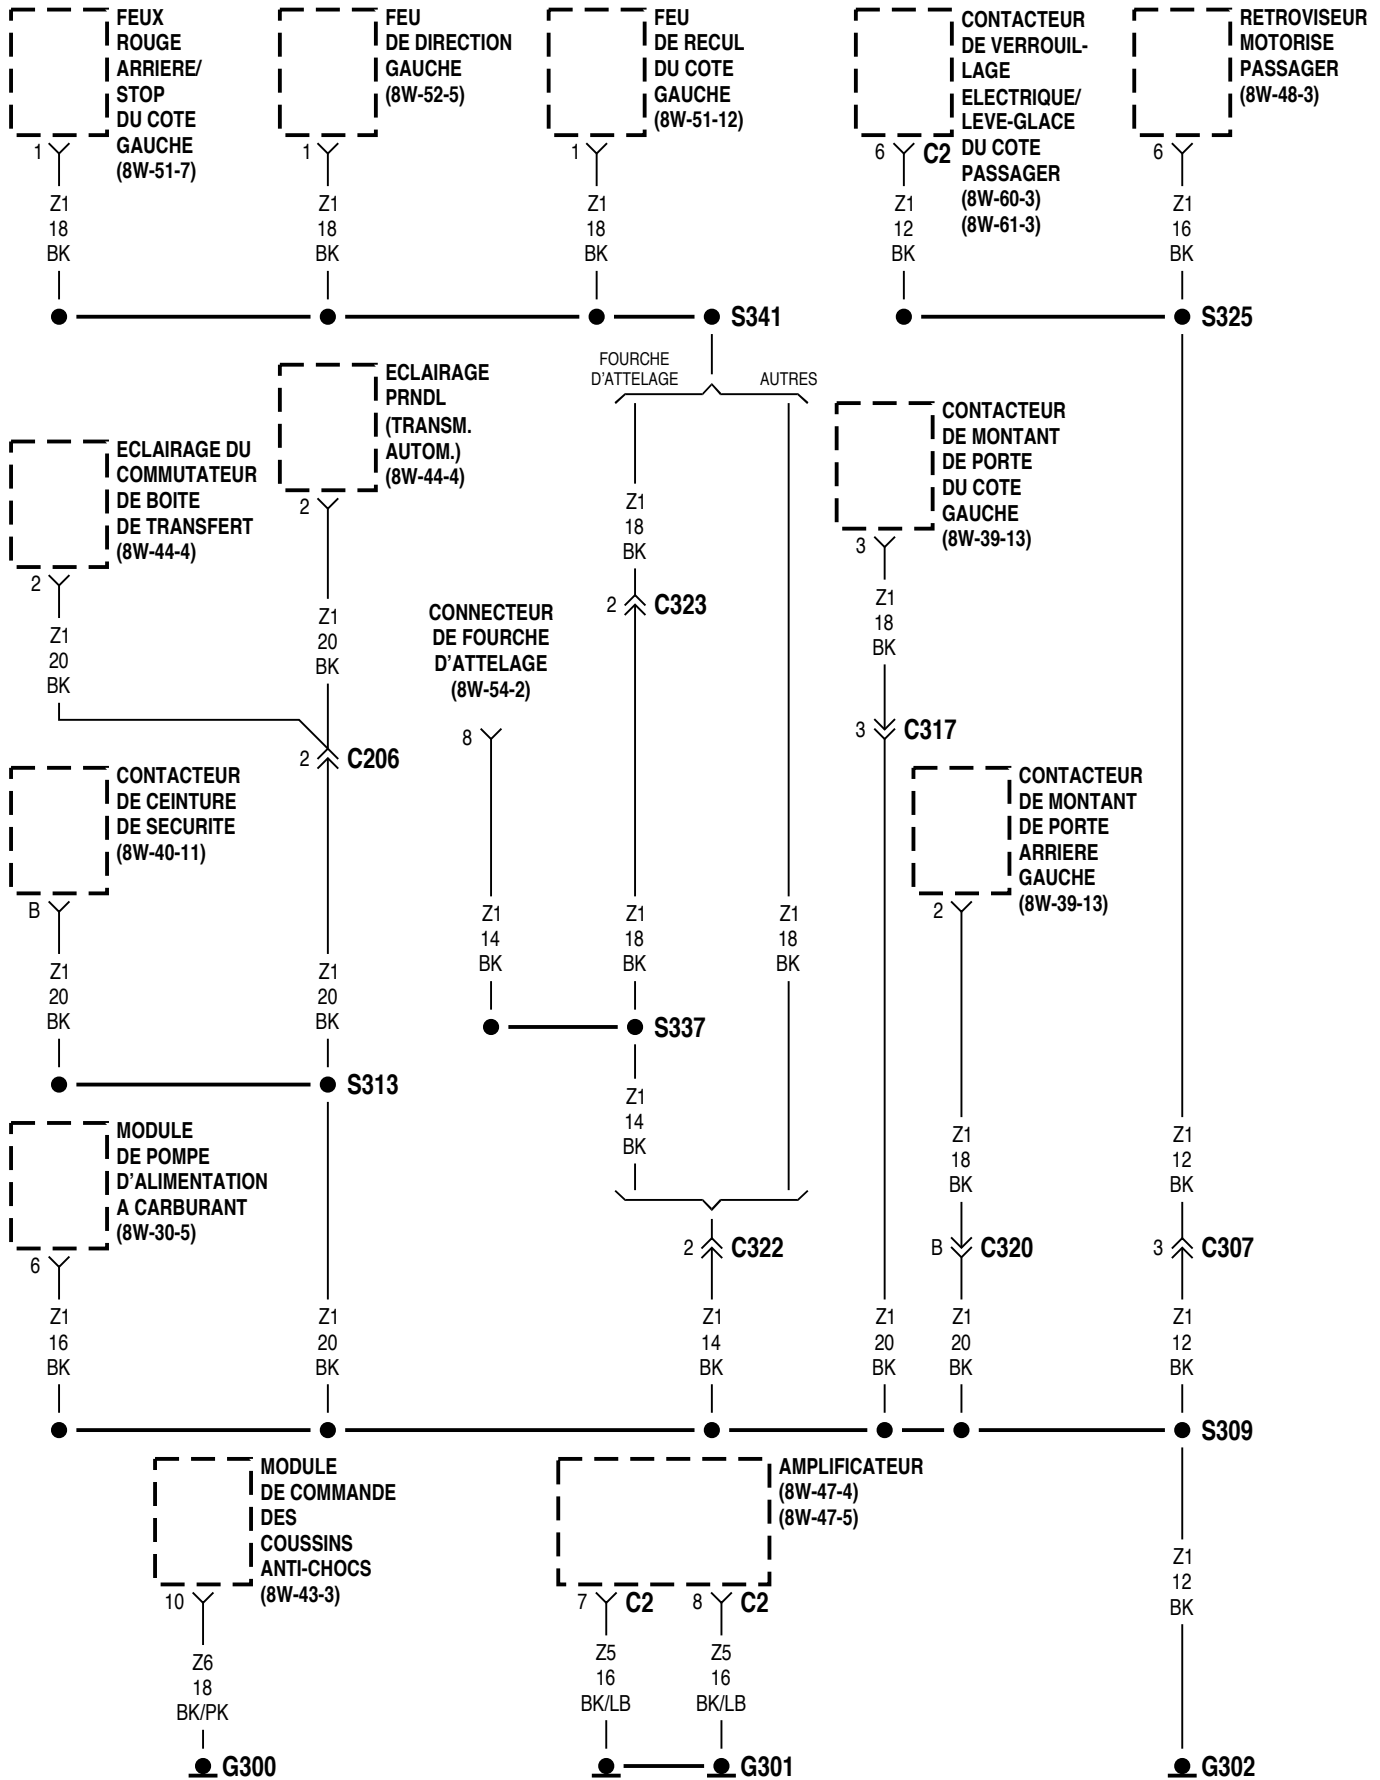 FEUX
ROUGE
ARRIERE/
STOP
DU COTE
GAUCHE
(8W-51-7)
1
Z1
18
BK
FEU
DE DIRECTION
GAUCHE
(8W-52-5)
1
Z1
18
BK
FEU
DE RECUL
DU COTE
GAUCHE
(8W-51-12)
1
Z1
18
BK
CONTACTEUR
DE VERROUIL-
LAGE
ELECTRIQUE/
LEVE-GLACE
DU COTE
PASSAGER
(8W-60-3)
(8W-61-3)
6
C2
Z1
12
BK
RETROVISEUR
MOTORISE
PASSAGER
(8W-48-3)
6
Z1
16
BK
S341
S325
FOURCHE
D'ATTELAGE
AUTRES
ECLAIRAGE
PRNDL
(TRANSM.
AUTOM.)
(8W-44-4)
2
Z1
20
BK
ECLAIRAGE DU
COMMUTATEUR
DE BOITE
DE TRANSFERT
(8W-44-4)
2
Z1
20
BK
2
C206
Z1
18
BK
2
C323
CONNECTEUR
DE FOURCHE
D'ATTELAGE
(8W-54-2)
8
CONTACTEUR
DE MONTANT
DE PORTE
DU COTE
GAUCHE
(8W-39-13)
3
Z1
18
BK
3
C317
CONTACTEUR
DE CEINTURE
DE SECURITE
(8W-40-11)
B
Z1
20
BK
Z1
20
BK
S313
Z1
14
BK
Z1
18
BK
Z1
18
BK
S337
Z1
14
BK
CONTACTEUR
DE MONTANT
DE PORTE
ARRIERE
GAUCHE
(8W-39-13)
2
Z1
18
BK
Z1
12
BK
MODULE
DE POMPE
D'ALIMENTATION
A CARBURANT
(8W-30-5)
6
2
C322
B
C320
3
C307
Z1
16
BK
Z1
20
BK
Z1
14
BK
Z1
20
BK
Z1
20
BK
Z1
12
BK
S309
MODULE
DE COMMANDE
DES
COUSSINS
ANTI-CHOCS
(8W-43-3)
10
Z6
18
BK/PK
G300
AMPLIFICATEUR
(8W-47-4)
(8W-47-5)
7
C2
8
C2
Z5
16
BK/LB
Z5
16
BK/LB
G301
Z1
12
BK
G302